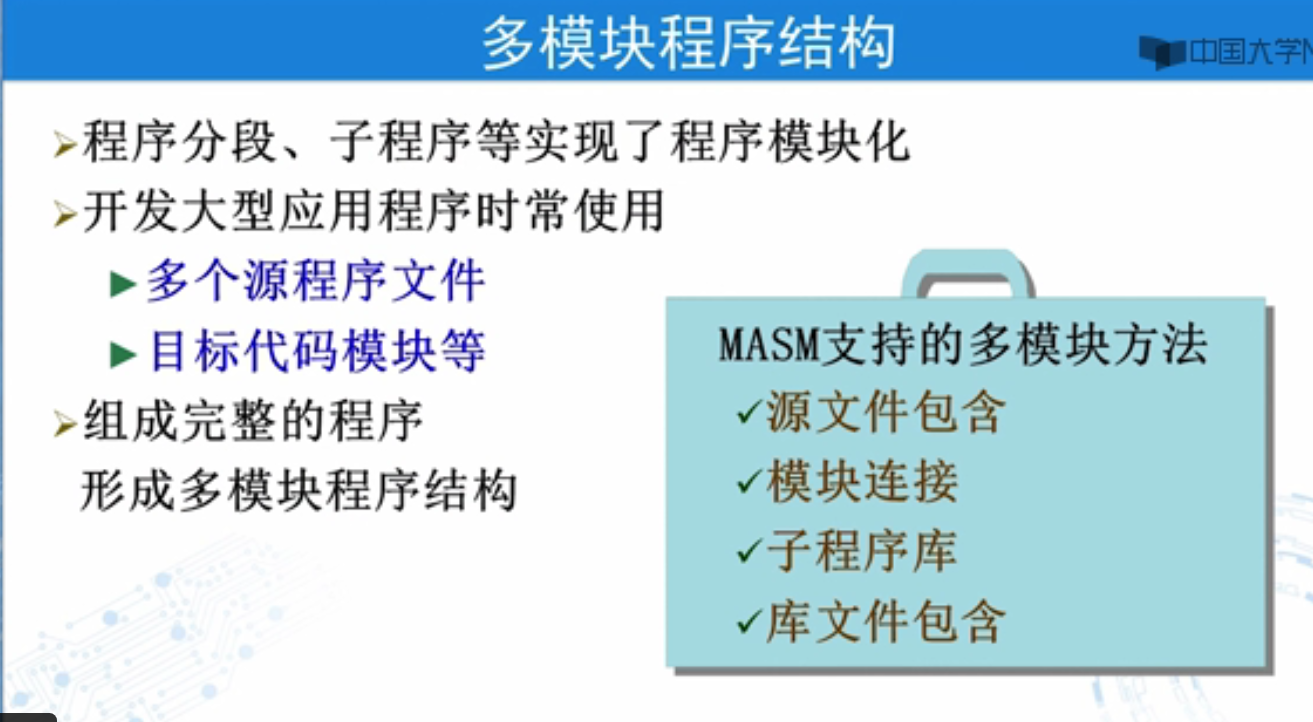 多模块程序结构
中国大学M
程序分段、子程序等实现了程序模块化
开发大型应用程序时常使用
多个源程序文件
目标代码模块等
组成完整的程序
形成多模块程序结构
MASM支持的多模块方法
源文件包含
模块连接
子程序库
库文件包含